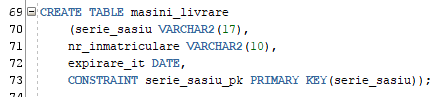 69 CREATE TABLE masini_livrare
70 (serie_sasiu VARCHAR2(17),
71 nr_inmatriculare VARCHAR2(10),
72 expirare_it DATE,
73 CONSTRAINT serie_sasiu_pk PRIMARY KEY(serie_sasiu));